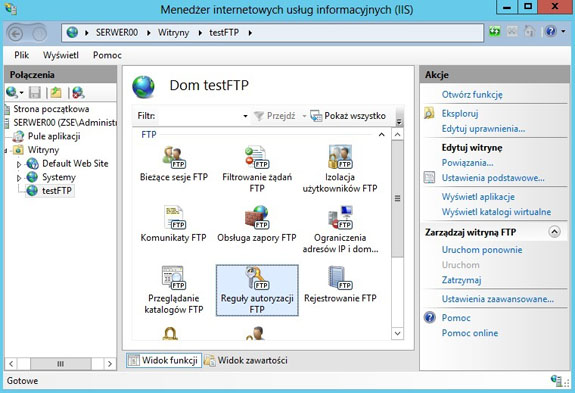 Menedżer internetowych usług informacyjnych (IIS)
SERWER00 Witryny testFTP
Plik Wyświetl Pomoc
Połączenia
Strona początkowa
SERWER00 (ZSE\Administ
Pule aplikacji
Witryny
Default Web Site
Systemy
testFTP
Dom testFTP
Filtr: Przejdź Pokaż wszystko
FTP
Bieżące sesje FTP
Filtrowanie żądań
FTP
Izolacja
użytkowników FTP
Komunikaty FTP
Obsługa zapory FTP
Ograniczenia
adresów IP i dom...
Przeglądanie
katalogów FTP
Reguły autoryzacji
FTP
Rejestrowanie FTP
Widok funkcji Widok zawartości
Akcje
Otwórz funkcję
Eksploruj
Edytuj uprawnienia...
Edytuj witrynę
Powiązania...
Ustawienia podstawowe...
Wyświetl aplikacje
Wyświetl katalogi wirtualne
Zarządzaj witryną FTP
Uruchom ponownie
Uruchom
Zatrzymaj
Ustawienia zaawansowane...
Pomoc
Pomoc online
Gotowe